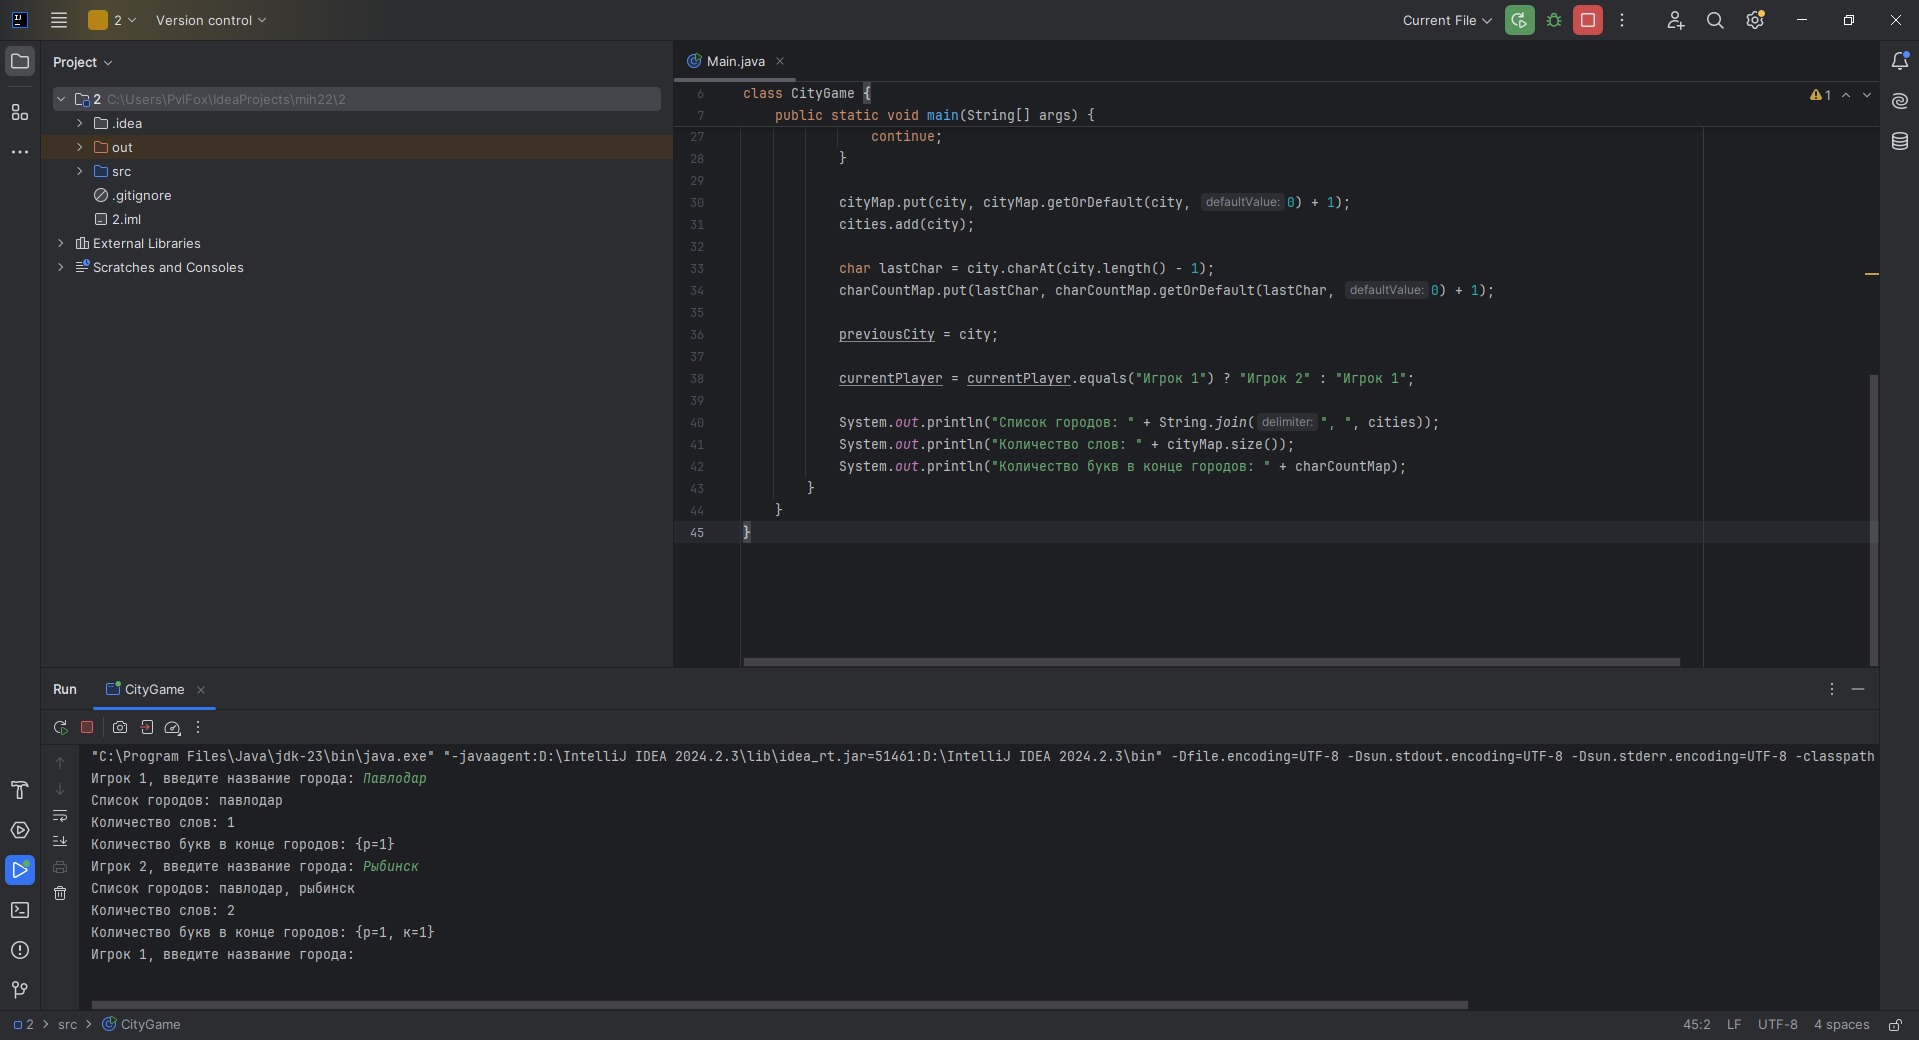 2 Version control Current File
Project
Main.java
2 C:\Users\PvlFox\IdeaProjects\mih22\2
.idea
out
src
.gitignore
2.iml
External Libraries
Scratches and Consoles
6 class CityGame {
7 public static void main(String[] args) {
1
27 continue;
28 }
29
30 cityMap.put(city, cityMap.getOrDefault(city, defaultValue: 0) + 1);
31 cities.add(city);
32
33 char lastChar = city.charAt(city.length() - 1);
34 charCountMap.put(lastChar, charCountMap.getOrDefault(lastChar, defaultValue: 0) + 1);
35
36 previousCity = city;
37
38 currentPlayer = currentPlayer.equals("Игрок 1") ? "Игрок 2" : "Игрок 1";
39
40 System.out.println("Список городов: " + String.join( delimiter: ", ", cities));
41 System.out.println("Количество слов: " + cityMap.size());
42 System.out.println("Количество букв в конце городов: " + charCountMap);
43 }
44 }
45 }
Run CityGame
"C:\Program Files\Java\jdk-23\bin\java.exe" "-javaagent:D:\IntelliJ IDEA 2024.2.3\lib\idea_rt.jar=51461:D:\IntelliJ IDEA 2024.2.3\bin" -Dfile.encoding=UTF-8 -Dsun.stdout.encoding=UTF-8 -Dsun.stderr.encoding=UTF-8 -classpath
Игрок 1, введите название города: Павлодар
Список городов: павлодар
Количество слов: 1
Количество букв в конце городов: {р=1}
Игрок 2, введите название города: Рыбинск
Список городов: павлодар, рыбинск
Количество слов: 2
Количество букв в конце городов: {р=1, к=1}
Игрок 1, введите название города:
2 src CityGame 45:2 LF UTF-8 4 spaces